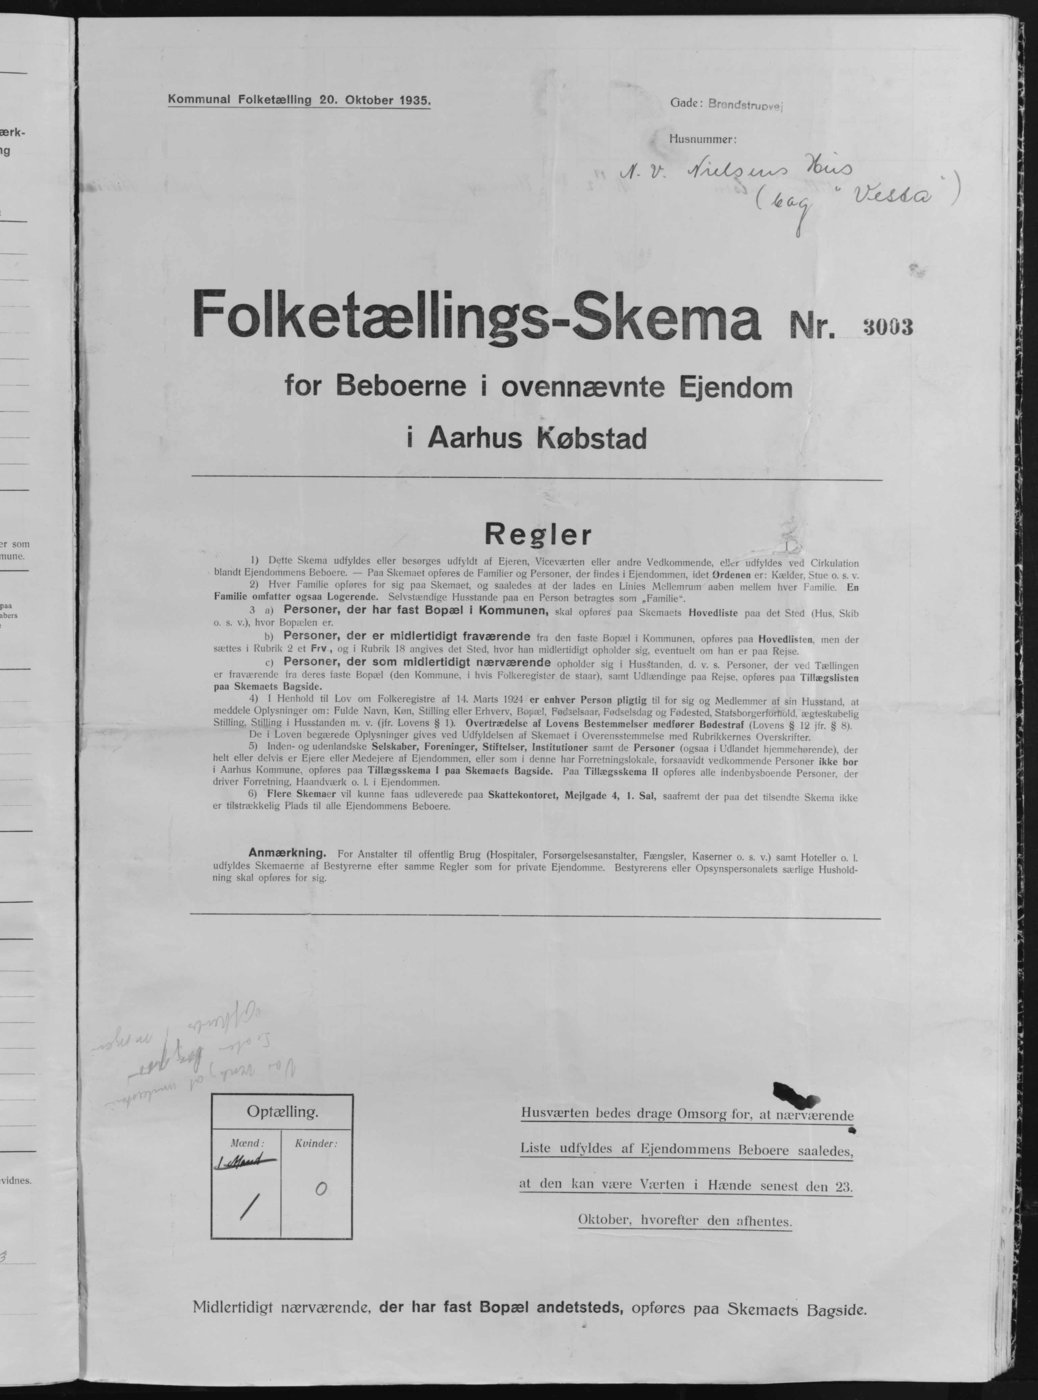 Kommunal Folketælling 20. Oktober 1935.
Gade: Brendstrupvej
Husnummer:
N. V. Nielsens Hus
(bag "Vesta")
Folketællings-Skema Nr. 3003
for Beboerne i ovennævnte Ejendom
i Aarhus Købstad
Regler
1) Dette Skema udfyldes eller besørges udfyldt af Ejeren, Viceværten eller andre Vedkommende, eller udfyldes ved Cirkulation
blandt Ejendommens Beboere. — Paa Skemaet opføres de Familier og Personer, der findes i Ejendommen, idet Ordenen er: Kælder, Stue o. s. v.
2) Hver Familie opføres for sig paa Skemaet, og saaledes at der lades en Linies Mellemrum aaben mellem hver Familie. En
Familie omfatter ogsaa Logerende. Selvstændige Husstande paa en Person betragtes som „Familie".
3 a) Personer, der har fast Bopæl i Kommunen, skal opføres paa Skemaets Hovedliste paa det Sted (Hus, Skib
o. s. v.), hvor Bopælen er.
b) Personer, der er midlertidigt fraværende fra den faste Bopæl i Kommunen, opføres paa Hovedlisten, men der
sættes i Rubrik 2 et Frv., og i Rubrik 18 angives det Sted, hvor han midlertidigt opholder sig, eventuelt om han er paa Rejse.
c) Personer, der som midlertidigt nærværende opholder sig i Husstanden, d. v. s. Personer, der ved Tællingen
er fraværende fra deres faste Bopæl (den Kommune, i hvis Folkeregister de staar), samt Udlændinge paa Rejse, opføres paa Tillægslisten
paa Skemaets Bagside.
4) I Henhold til Lov om Folkeregistre af 14. Marts 1924 er enhver Person pligtig til for sig og Medlemmer af sin Husstand, at
meddele Oplysninger om: Fulde Navn, Køn, Stilling eller Erhverv, Bopæl, Fødselsaar, Fødselsdag og Fødested, Statsborgerforhold, ægteskabelig
Stilling, Stilling i Husstanden m. v. (jfr. Lovens § 1). Overtrædelse af Lovens Bestemmelser medfører Bødestraf (Lovens § 12 jfr. § 8).
De i Loven begærede Oplysninger gives ved Udfyldelsen af Skemaet i Overensstemmelse med Rubrikkernes Overskrifter.
5) Inden- og udenlandske Selskaber, Foreninger, Stiftelser, Institutioner samt de Personer (ogsaa i Udlandet hjemmehørende), der
helt eller delvis er Ejere eller Medejere af Ejendommen, eller som i denne har Forretningslokale, forsaavidt vedkommende Personer ikke bor
i Aarhus Kommune, opføres paa Tillægsskema I paa Skemaets Bagside. Paa Tillægsskema II opføres alle indenbysboende Personer, der
driver Forretning, Haandværk o. l. i Ejendommen.
6) Flere Skemaer vil kunne faas udleverede paa Skattekontoret, Mejlgade 4, 1. Sal, saafremt der paa det tilsendte Skema ikke
er tilstrækkelig Plads til alle Ejendommens Beboere.
Anmærkning. For Anstalter til offentlig Brug (Hospitaler, Forsørgelsesanstalter, Fængsler, Kaserner o. s. v.) samt Hoteller o. l.
udfyldes Skemaerne af Bestyrerne efter samme Regler som for private Ejendomme. Bestyrerens eller Opsynspersonalets særlige Hushold-
ning skal opføres for sig.
Optælling.
Mænd: Kvinder:
1 Mand
1 0
Husværten bedes drage Omsorg for, at nærværende
Liste udfyldes af Ejendommens Beboere saaledes,
at den kan være Værten i Hænde senest den 23.
Oktober, hvorefter den afhentes.
Midlertidigt nærværende, der har fast Bopæl andetsteds, opføres paa Skemaets Bagside.